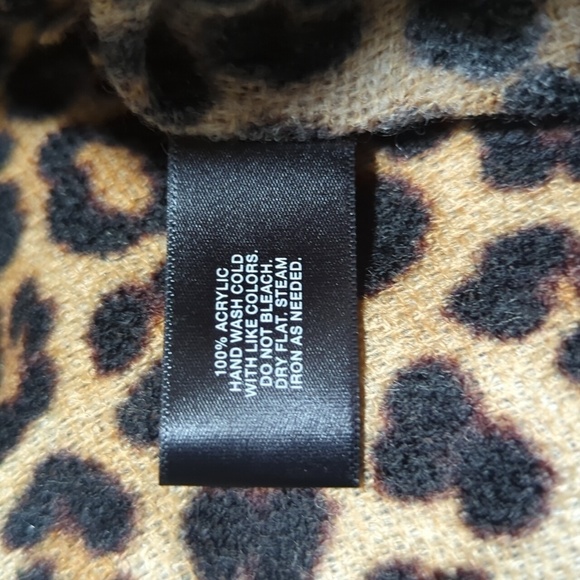 100% ACRYLIC
HAND WASH COLD
WITH LIKE COLORS.
DO NOT BLEACH.
DRY FLAT. STEAM
IRON AS NEEDED.